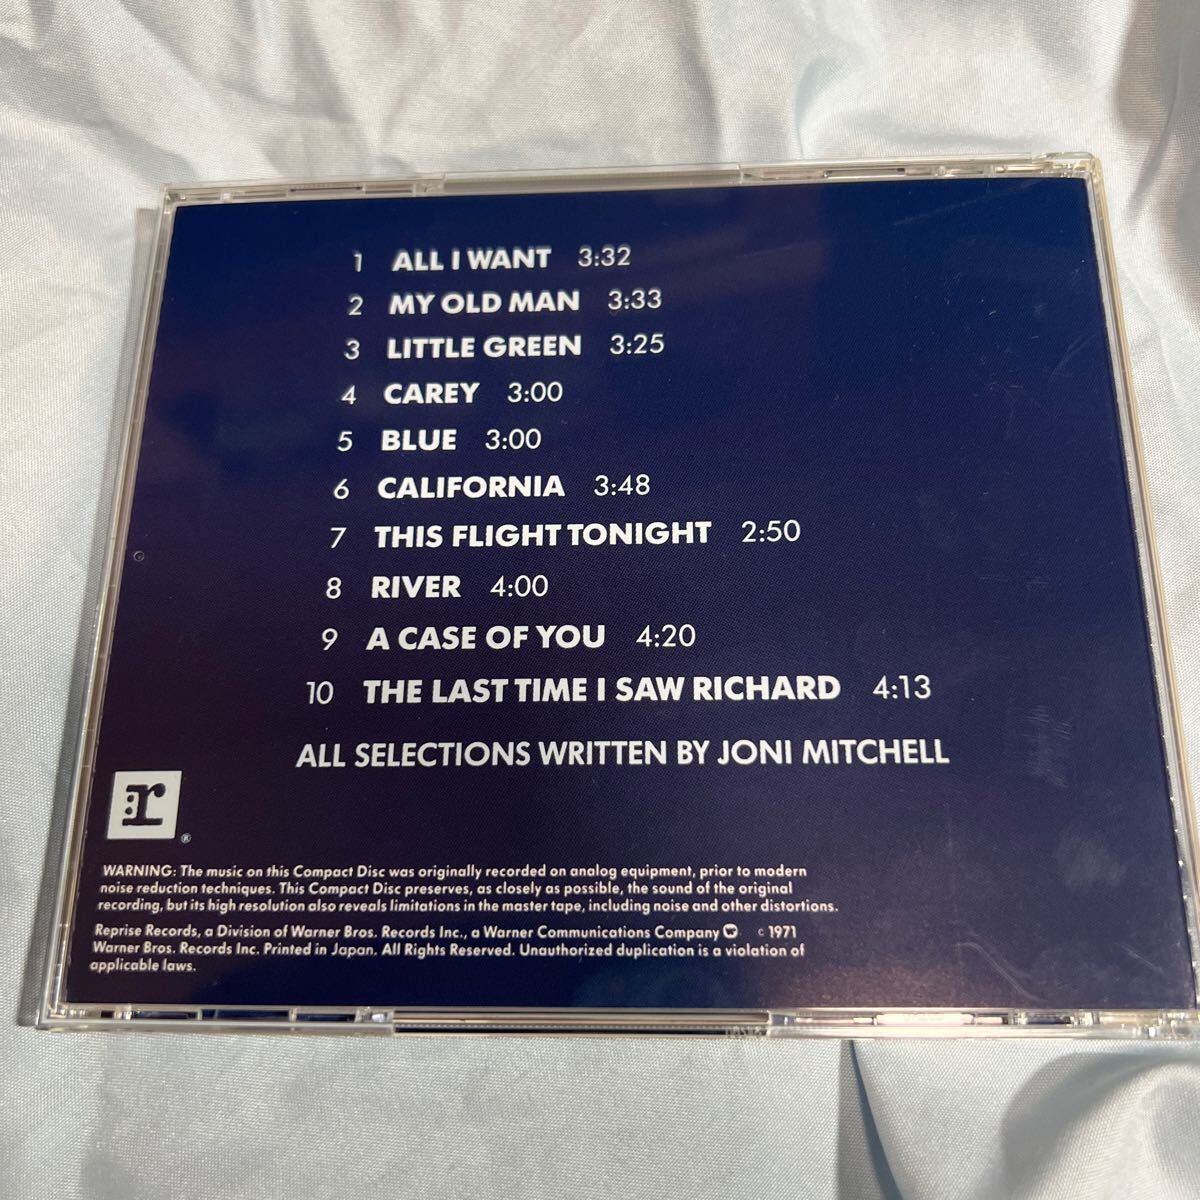 1 ALL I WANT 3:32
2 MY OLD MAN 3:33
3 LITTLE GREEN 3:25
4 CAREY 3:00
5 BLUE 3:00
6 CALIFORNIA 3:48
7 THIS FLIGHT TONIGHT 2:50
8 RIVER 4:00
9 A CASE OF YOU 4:20
10 THE LAST TIME I SAW RICHARD 4:13
ALL SELECTIONS WRITTEN BY JONI MITCHELL
:r ®
WARNING: The music on this Compact Disc was originally recorded on analog equipment, prior to modern
noise reduction techniques. This Compact Disc preserves, as closely as possible, the sound of the original
recording, but its high resolution also reveals limitations in the master tape, including noise and other distortions.
Reprise Records, a Division of Warner Bros. Records Inc., a Warner Communications Company c 1971
Warner Bros. Records Inc. Printed in Japan. All Rights Reserved. Unauthorized duplication is a violation of
applicable laws.